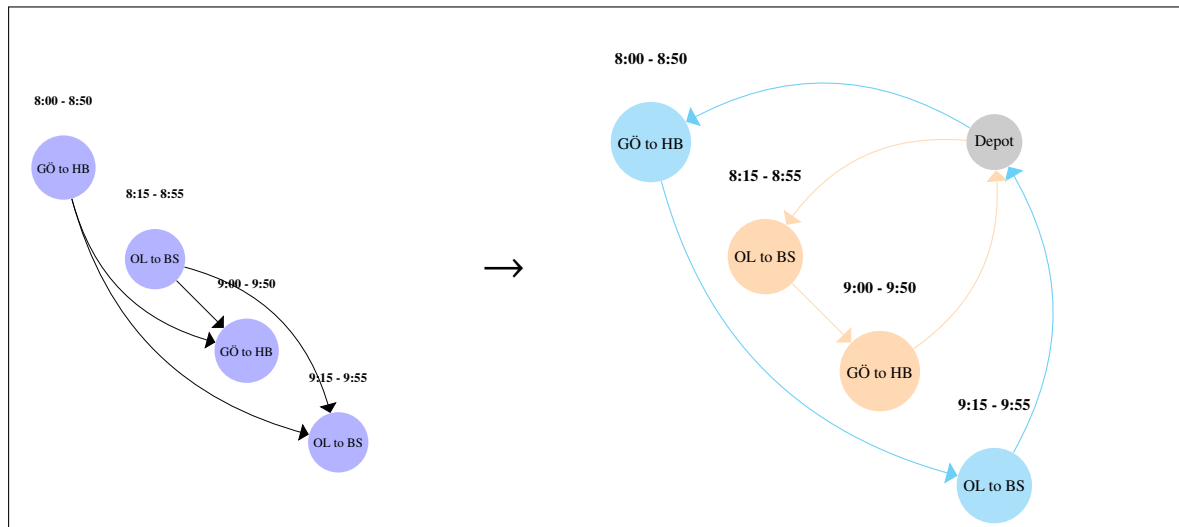 8:00 - 8:50
GÖ to HB
8:15 - 8:55
OL to BS
9:00 - 9:50
GÖ to HB
9:15 - 9:55
OL to BS
→
8:00 - 8:50
GÖ to HB
Depot
8:15 - 8:55
OL to BS
9:00 - 9:50
GÖ to HB
9:15 - 9:55
OL to BS